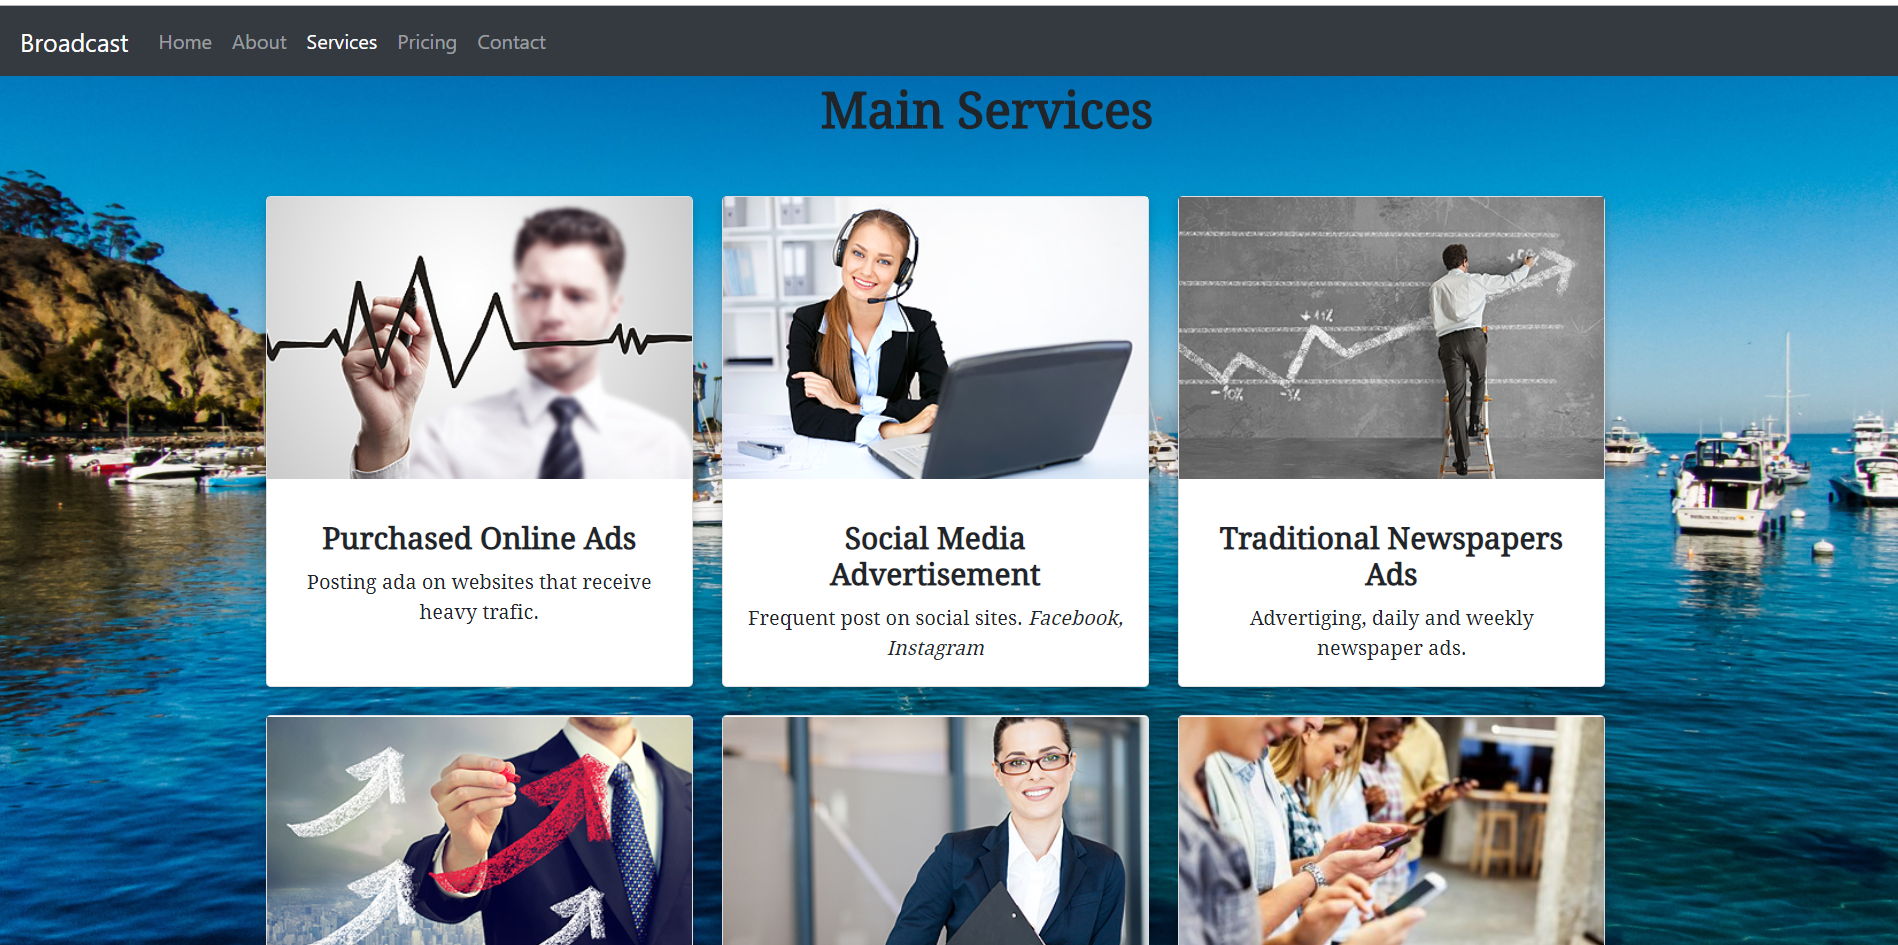 Broadcast Home About Services Pricing Contact
Main Services
+11%
-10%
-3%
Purchased Online Ads
Posting ada on websites that receive
heavy trafic.
Social Media
Advertisement
Frequent post on social sites. Facebook,
Instagram
Traditional Newspapers
Ads
Advertiging, daily and weekly
newspaper ads.